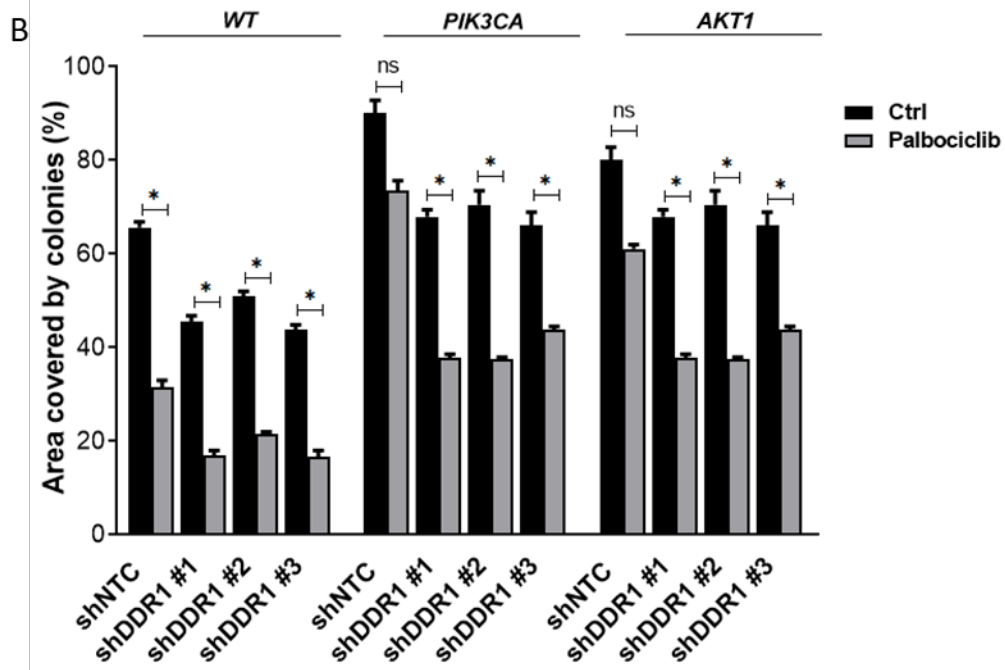 B
WT PIK3CA AKT1
Area covered by colonies (%)
100
80
60
40
20
0
* * * * ns * * * ns * * *
Ctrl
Palbociclib
shNTC shDDR1 #1 shDDR1 #2 shDDR1 #3 shNTC shDDR1 #1 shDDR1 #2 shDDR1 #3 shNTC shDDR1 #1 shDDR1 #2 shDDR1 #3